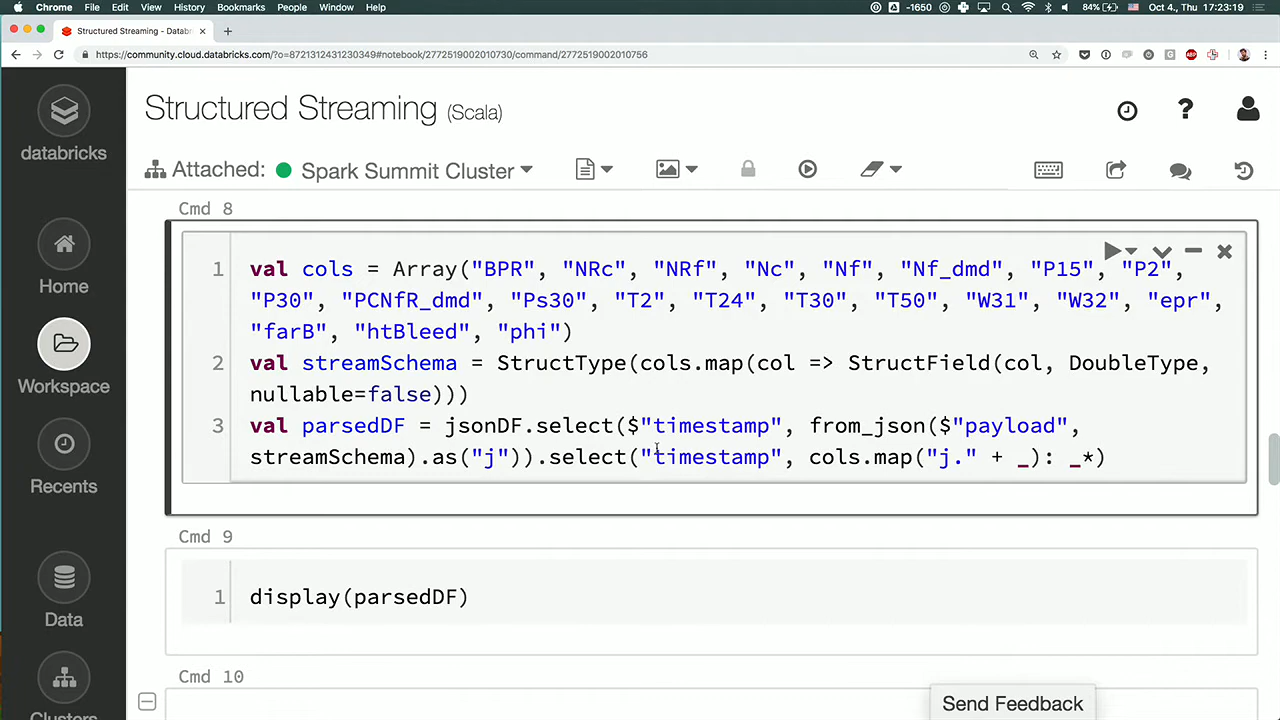 Chrome File Edit View History Bookmarks People Window Help -1650 84% Oct 4., Thu 17:23:19
Structured Streaming - Datab
https://community.cloud.databricks.com/?o=8721312431230349#notebook/2772519002010730/command/2772519002010756
databricks
Home
Workspace
Recents
Data
Clusters
Structured Streaming (Scala)
Attached: Spark Summit Cluster
Cmd 8
1 val cols = Array("BPR", "NRc", "NRf", "Nc", "Nf", "Nf_dmd", "P15", "P2",
"P30", "PCNfR_dmd", "Ps30", "T2", "T24", "T30", "T50", "W31", "W32", "epr",
"farB", "htBleed", "phi")
2 val streamSchema = StructType(cols.map(col => StructField(col, DoubleType,
nullable=false)))
3 val parsedDF = jsonDF.select($"timestamp", from_json($"payload",
streamSchema).as("j")).select("timestamp", cols.map("j." + _): _*)
Cmd 9
1 display(parsedDF)
Cmd 10
Send Feedback